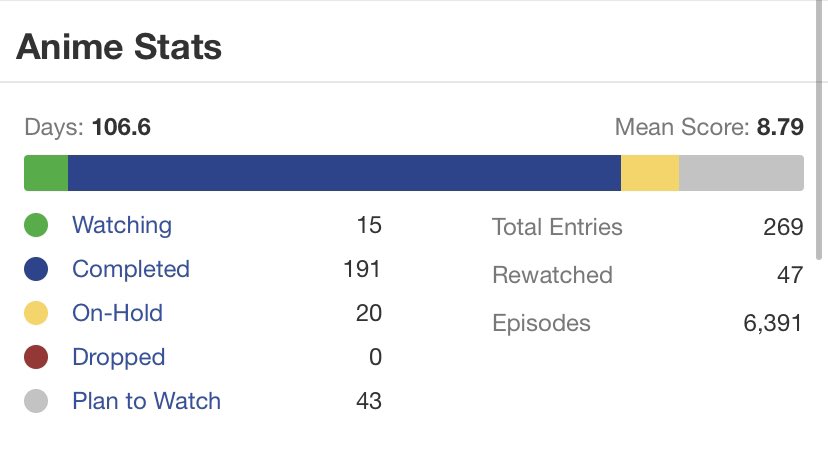 Anime Stats
Days: 106.6
Mean Score: 8.79
Watching 15
Completed 191
On-Hold 20
Dropped 0
Plan to Watch 43
Total Entries 269
Rewatched 47
Episodes 6,391